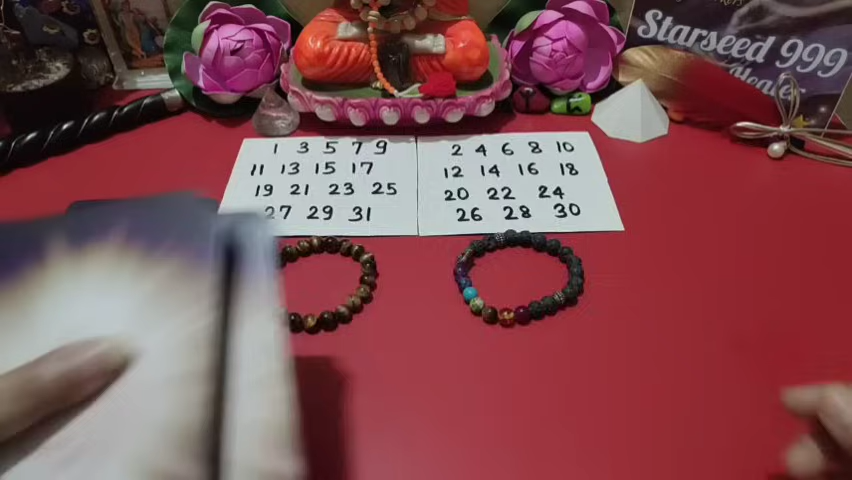 Starseed 999
Healer
1 3 5 7 9
11 13 15 17
19 21 23 25
27 29 31
2 4 6 8 10
12 14 16 18
20 22 24
26 28 30